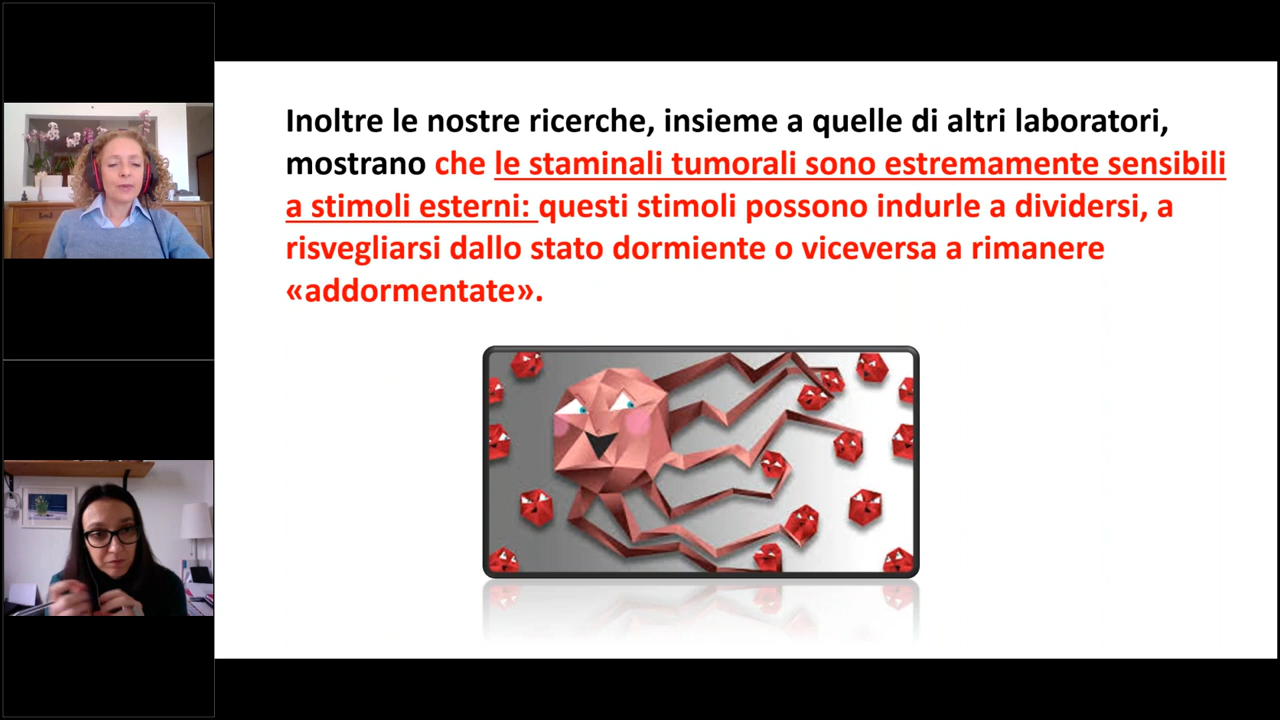 Inoltre le nostre ricerche, insieme a quelle di altri laboratori,
mostrano che le staminali tumorali sono estremamente sensibili
a stimoli esterni: questi stimoli possono indurle a dividersi, a
risvegliarsi dallo stato dormiente o viceversa a rimanere
«addormentate».